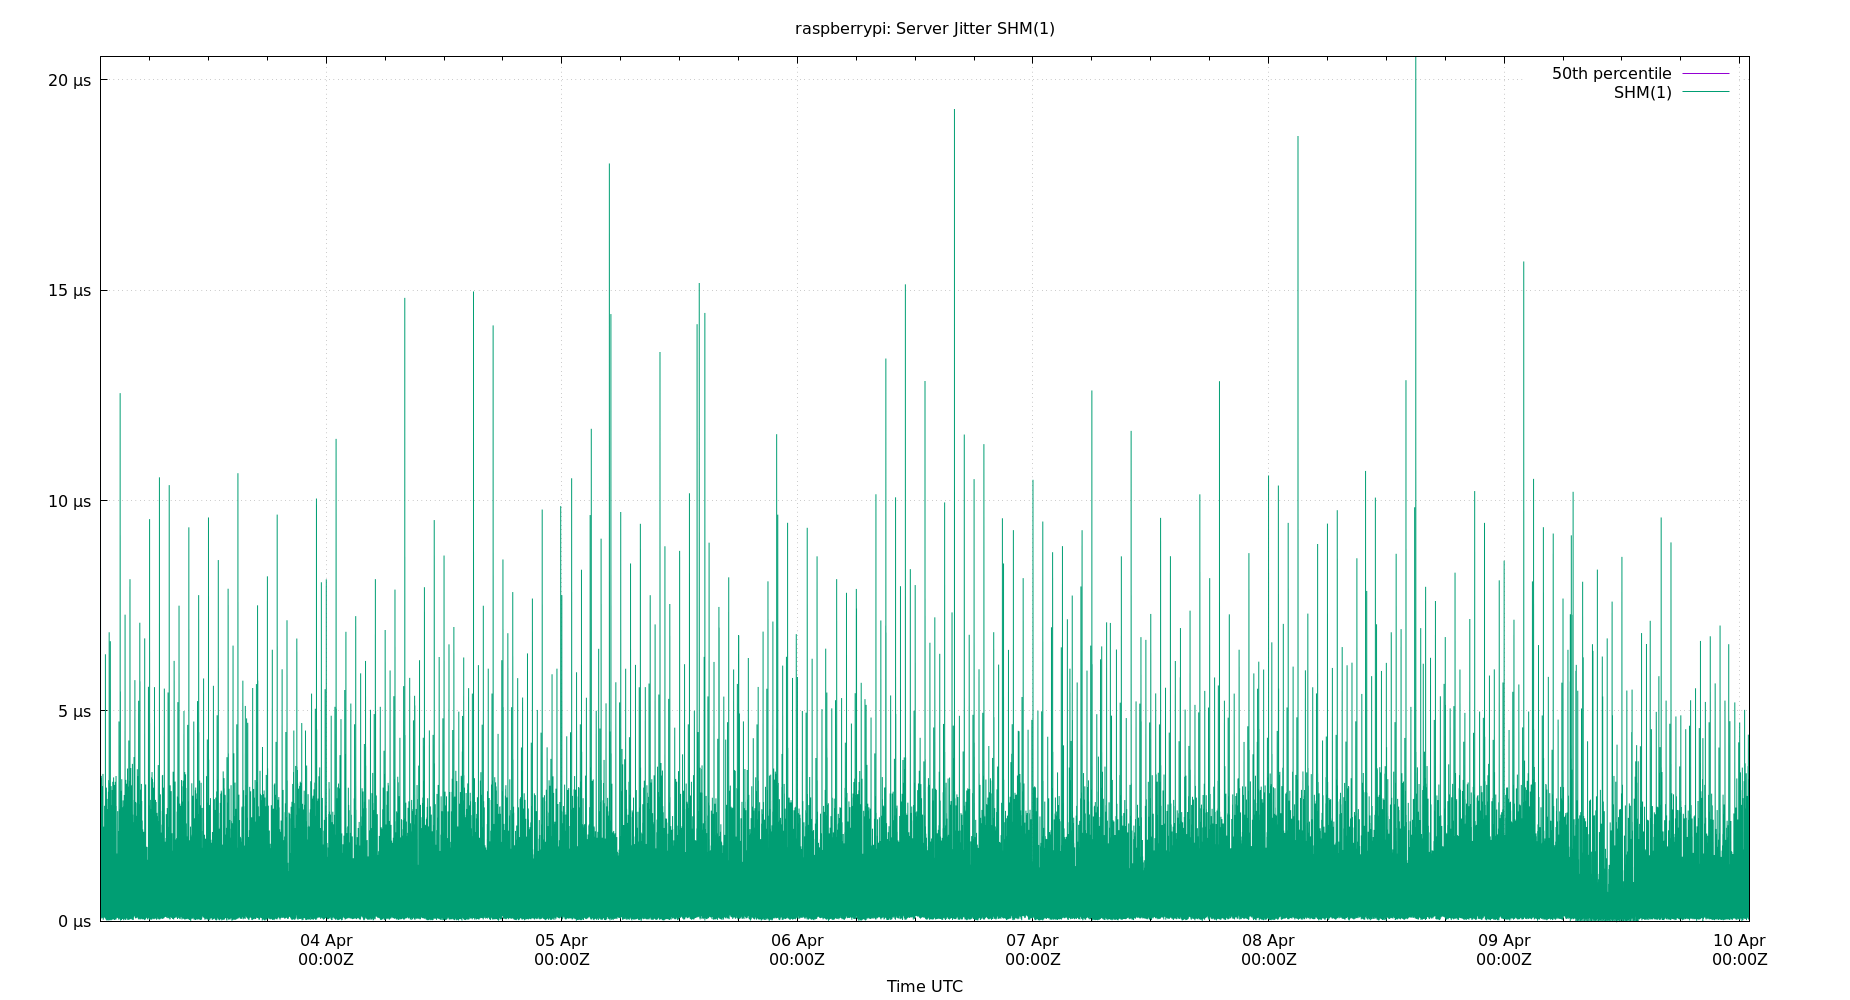 raspberrypi: Server Jitter SHM(1)
50th percentile
SHM(1)
20 µs
15 µs
10 µs
5 µs
0 µs
04 Apr
00:00Z
05 Apr
00:00Z
06 Apr
00:00Z
07 Apr
00:00Z
08 Apr
00:00Z
09 Apr
00:00Z
10 Apr
00:00Z
Time UTC